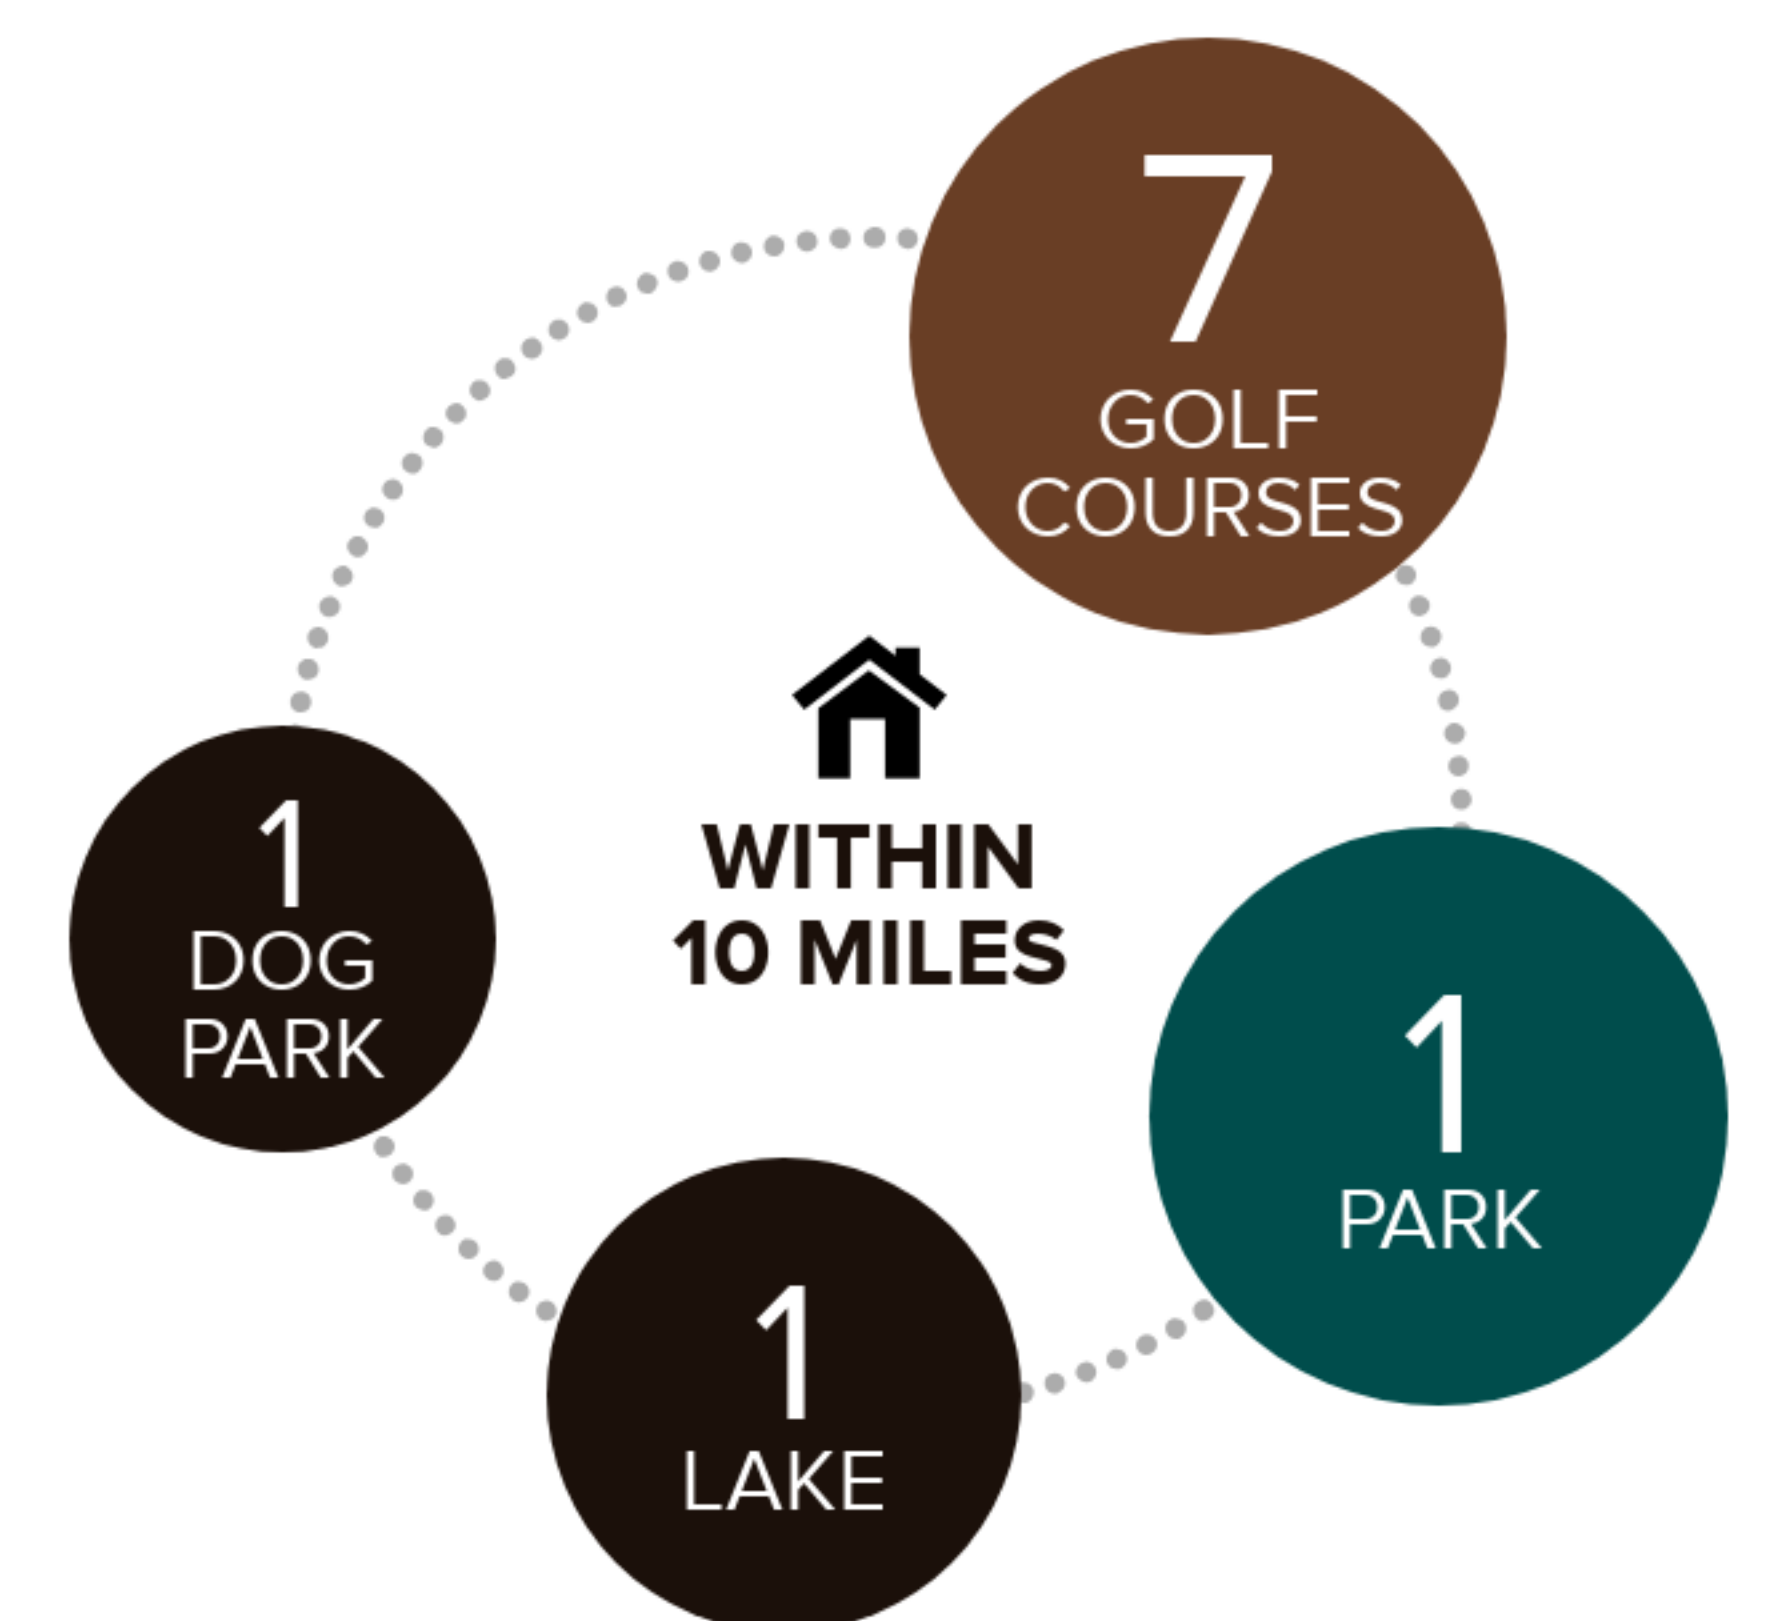 7
GOLF
COURSES
WITHIN
10 MILES
1
DOG
PARK
1
PARK
1
LAKE